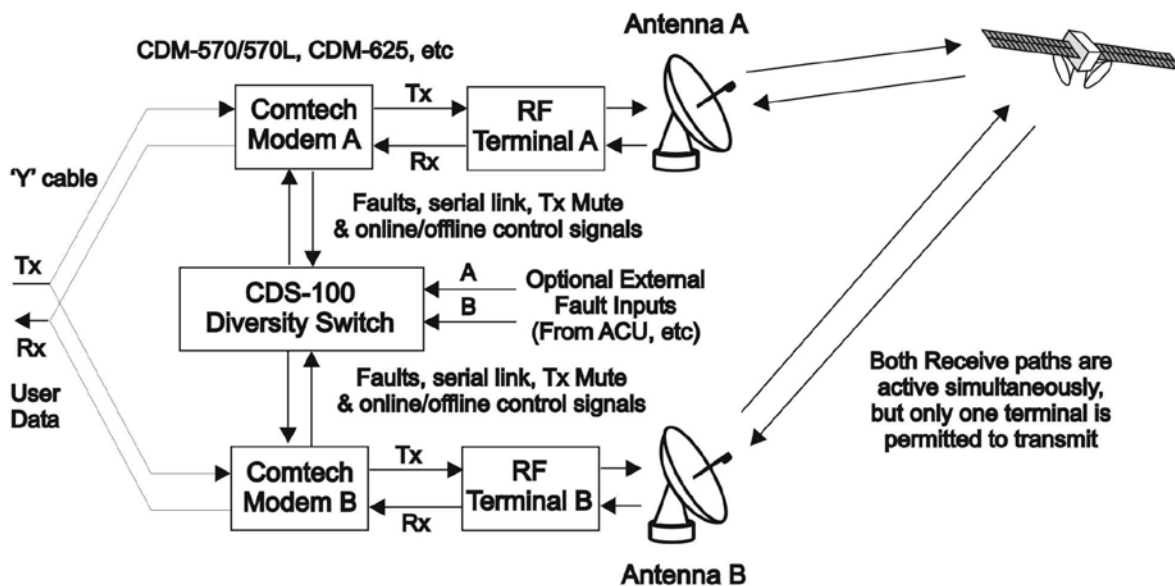 Antenna A
CDM-570/570L, CDM-625, etc
Comtech
Modem A
Tx
Rx
RF
Terminal A
'Y' cable
Faults, serial link, Tx Mute
& online/offline control signals
Tx
Rx
User
Data
CDS-100
Diversity Switch
A
B
Optional External
Fault Inputs
(From ACU, etc)
Faults, serial link, Tx Mute
& online/offline control signals
Both Receive paths are
active simultaneously,
but only one terminal is
permitted to transmit
Comtech
Modem B
Tx
Rx
RF
Terminal B
Antenna B